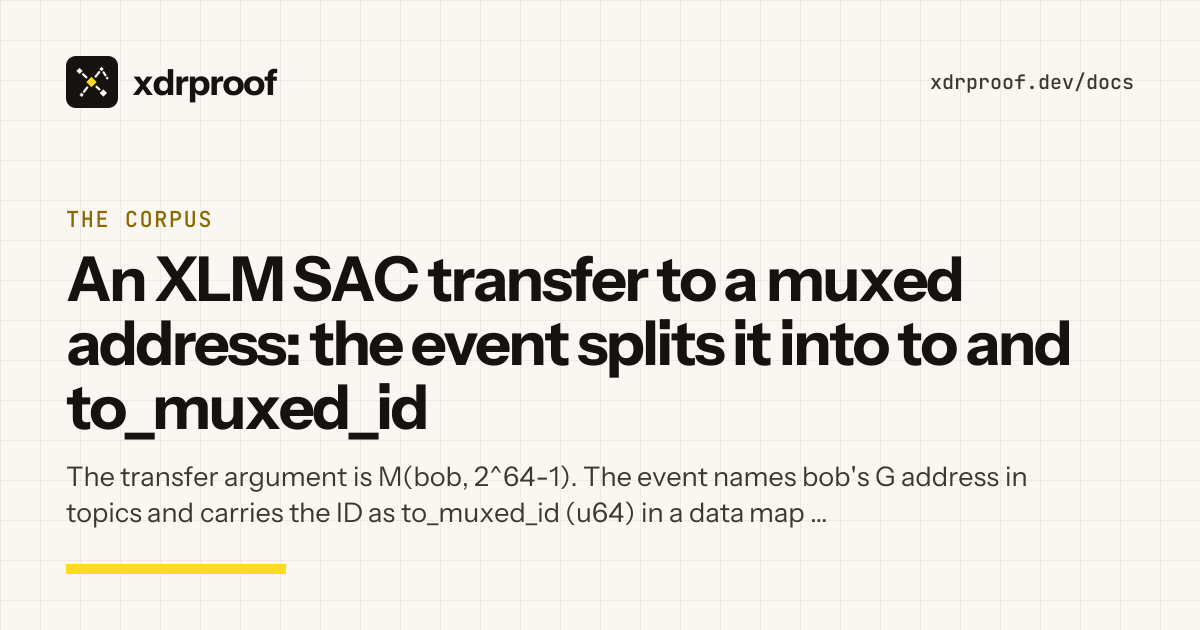 xdrproof
xdrproof.dev/docs
THE CORPUS
An XLM SAC transfer to a muxed
address: the event splits it into to and
to_muxed_id
The transfer argument is M(bob, 2^64-1). The event names bob's G address in
topics and carries the ID as to_muxed_id (u64) in a data map ...